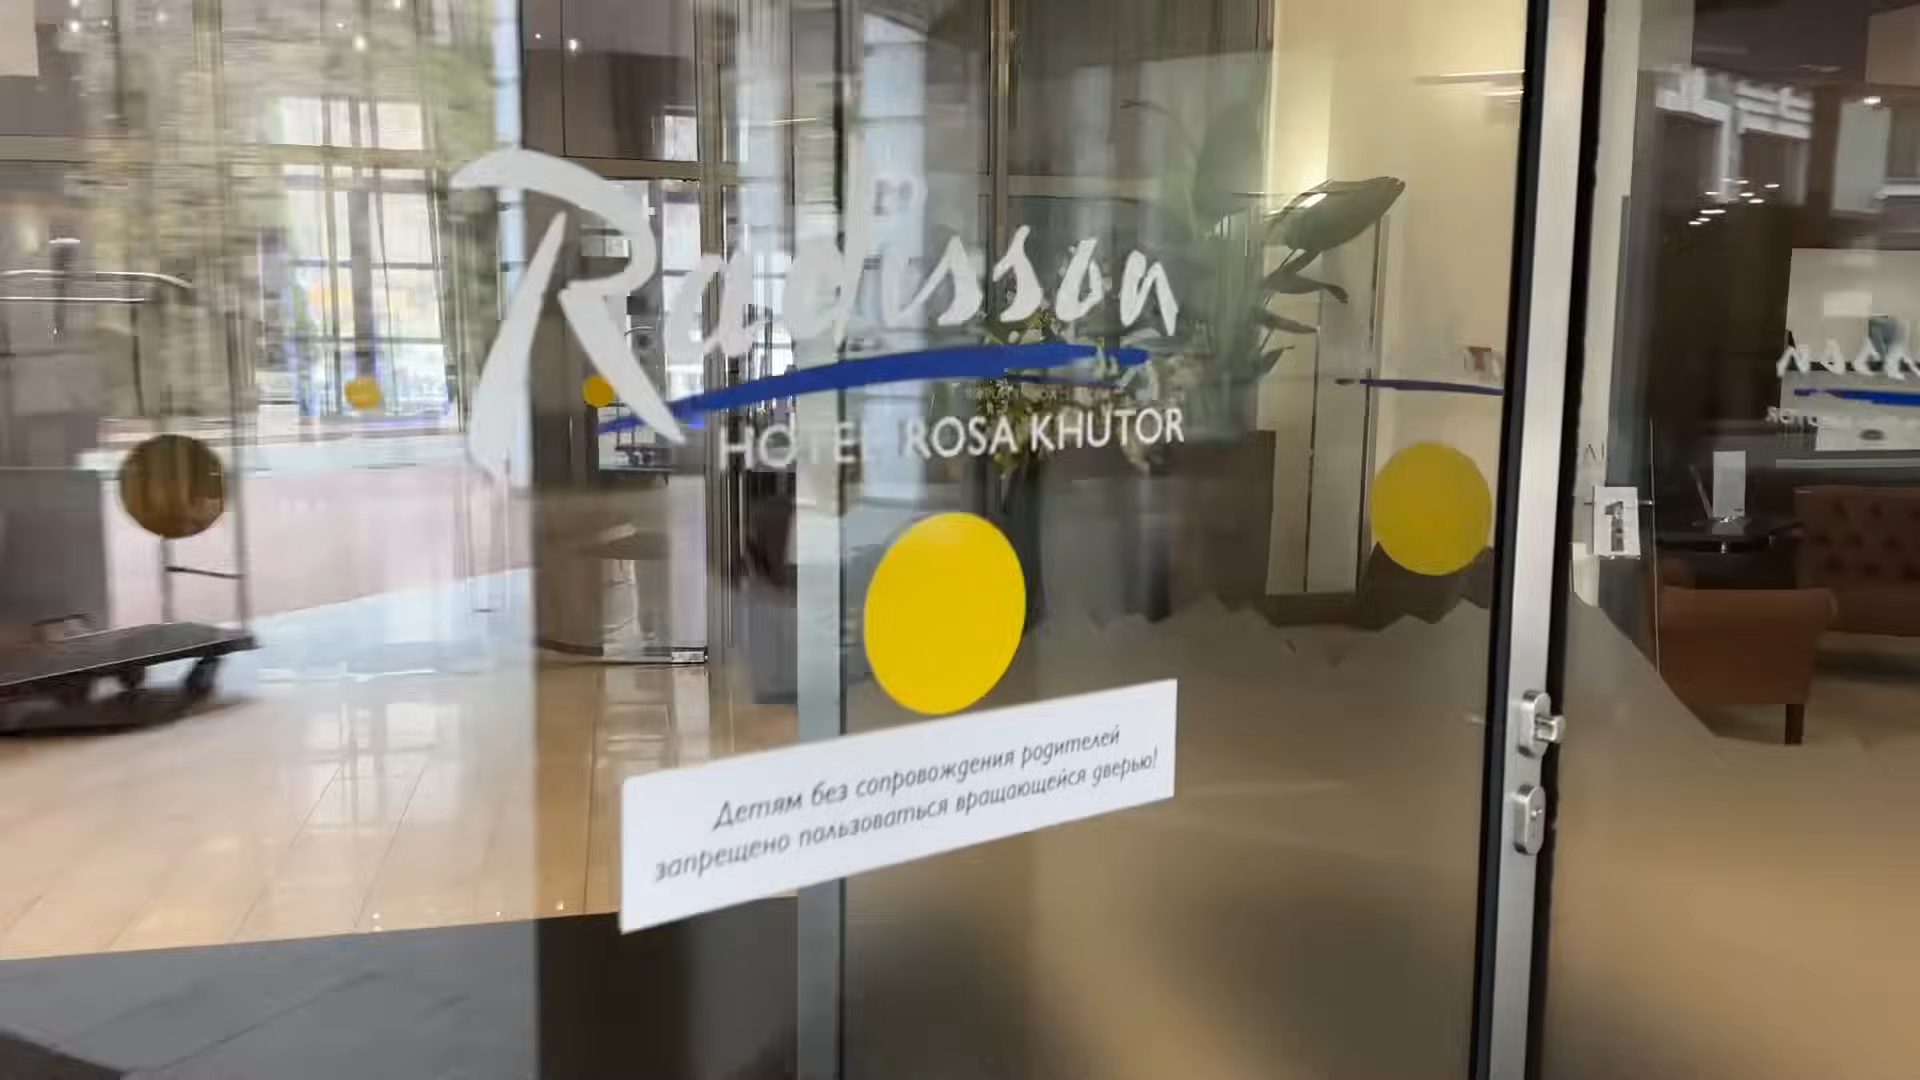 Radisson
HOTEL ROSA KHUTOR
Детям без сопровождения родителей
запрещено пользоваться вращающейся дверью!